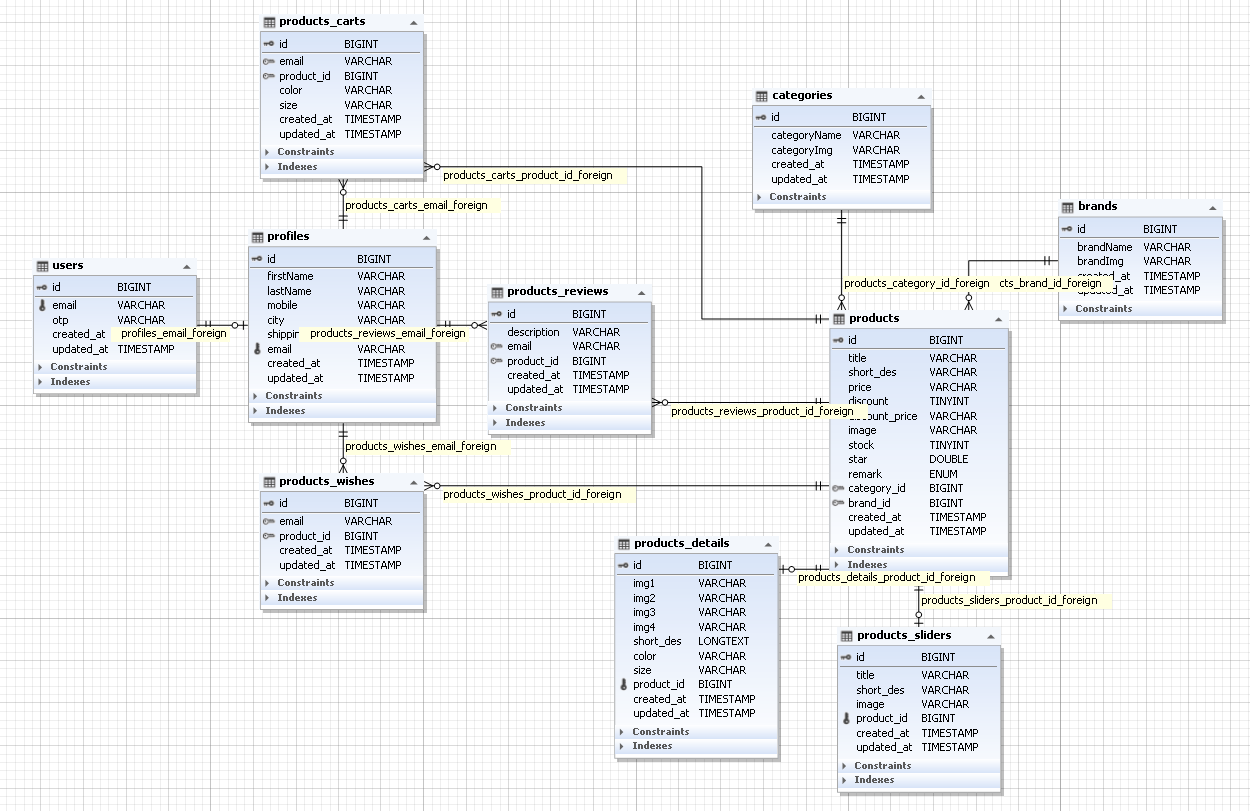 products_carts
id BIGINT
email VARCHAR
product_id BIGINT
color VARCHAR
size VARCHAR
created_at TIMESTAMP
updated_at TIMESTAMP
Constraints
Indexes
products_carts_product_id_foreign
products_carts_email_foreign
categories
id BIGINT
categoryName VARCHAR
categoryImg VARCHAR
created_at TIMESTAMP
updated_at TIMESTAMP
Constraints
brands
id BIGINT
brandName VARCHAR
brandImg VARCHAR
created_at TIMESTAMP
updated_at TIMESTAMP
Constraints
products_category_id_foreign
cts_brand_id_foreign
users
id BIGINT
email VARCHAR
otp VARCHAR
created_at
updated_at TIMESTAMP
Constraints
Indexes
profiles_email_foreign
profiles
id BIGINT
firstName VARCHAR
lastName VARCHAR
mobile VARCHAR
city VARCHAR
shippin
email VARCHAR
created_at TIMESTAMP
updated_at TIMESTAMP
Constraints
Indexes
products_reviews_email_foreign
products_reviews
id BIGINT
description VARCHAR
email VARCHAR
product_id BIGINT
created_at TIMESTAMP
updated_at TIMESTAMP
Constraints
Indexes
products_reviews_product_id_foreign
products
id BIGINT
title VARCHAR
short_des VARCHAR
price VARCHAR
discount TINYINT
count_price VARCHAR
image VARCHAR
stock TINYINT
star DOUBLE
remark ENUM
category_id BIGINT
brand_id BIGINT
created_at TIMESTAMP
updated_at TIMESTAMP
Constraints
Indexes
products_wishes_email_foreign
products_wishes
id BIGINT
email VARCHAR
product_id BIGINT
created_at TIMESTAMP
updated_at TIMESTAMP
Constraints
Indexes
products_wishes_product_id_foreign
products_details
id BIGINT
img1 VARCHAR
img2 VARCHAR
img3 VARCHAR
img4 VARCHAR
short_des LONGTEXT
color VARCHAR
size VARCHAR
product_id BIGINT
created_at TIMESTAMP
updated_at TIMESTAMP
Constraints
Indexes
products_details_product_id_foreign
products_sliders_product_id_foreign
products_sliders
id BIGINT
title VARCHAR
short_des VARCHAR
image VARCHAR
product_id BIGINT
created_at TIMESTAMP
updated_at TIMESTAMP
Constraints
Indexes